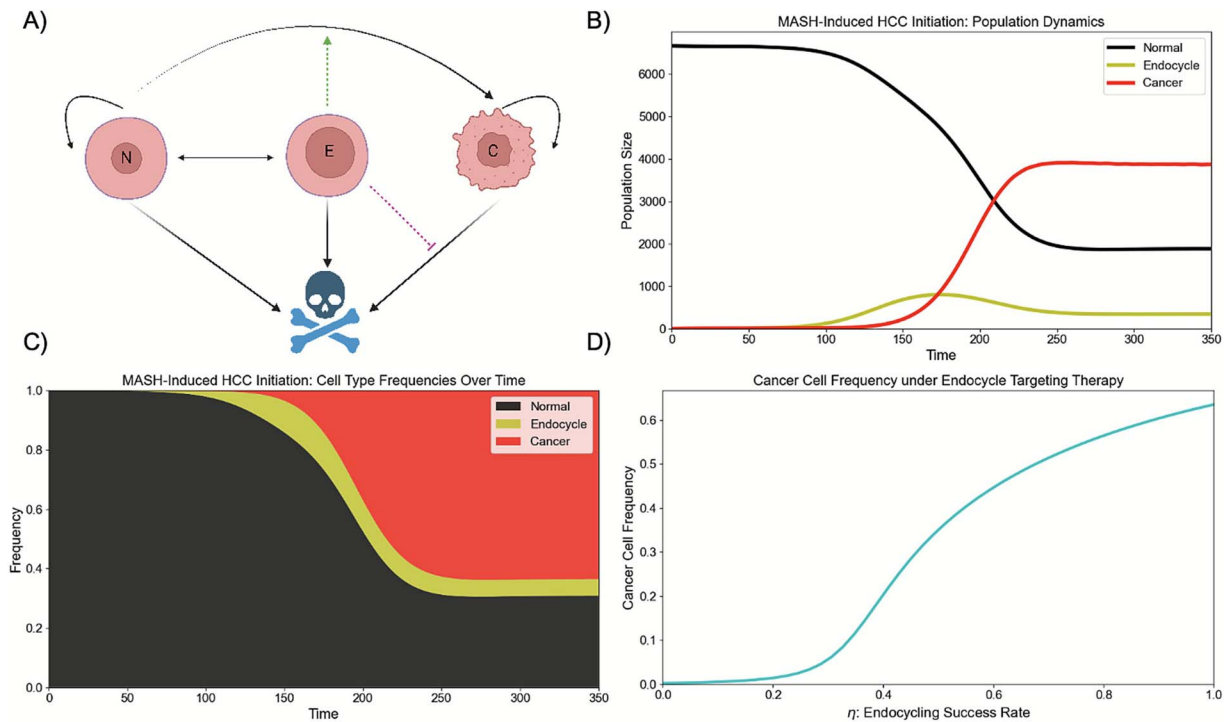 A)
N
E
C
B)
MASH-Induced HCC Initiation: Population Dynamics
Normal
Endocycle
Cancer
Population Size
6000
5000
4000
3000
2000
1000
0
0 50 100 150 200 250 300 350
Time
C)
MASH-Induced HCC Initiation: Cell Type Frequencies Over Time
Normal
Endocycle
Cancer
Frequency
1.0
0.8
0.6
0.4
0.2
0.0
0 50 100 150 200 250 300 350
Time
D)
Cancer Cell Frequency under Endocycle Targeting Therapy
Cancer Cell Frequency
0.6
0.5
0.4
0.3
0.2
0.1
0.0
0.0 0.2 0.4 0.6 0.8 1.0
η: Endocycling Success Rate